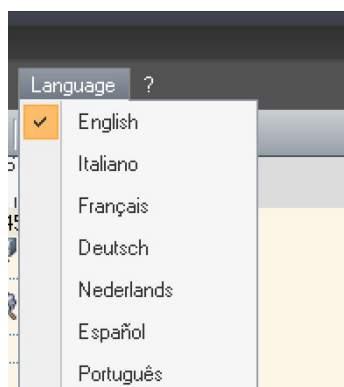 Language ?
English
Italiano
Français
Deutsch
Nederlands
Español
Português